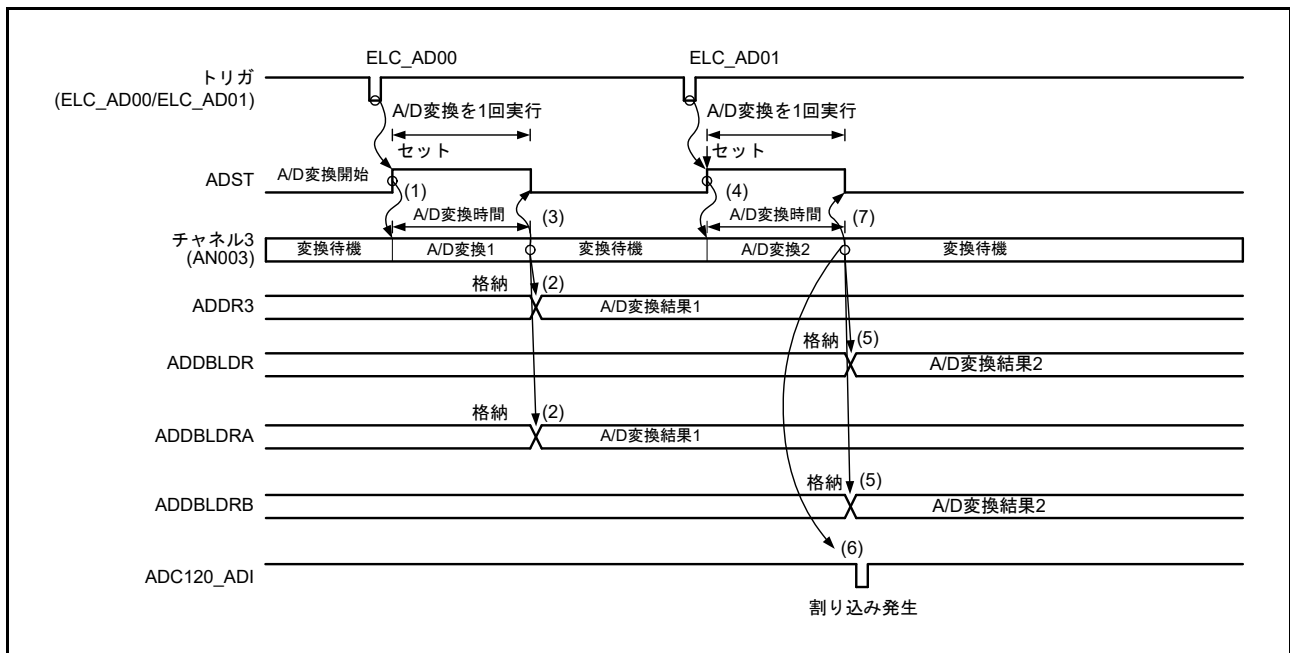 ELC_AD00
ELC_AD01
トリガ
(ELC_AD00/ELC_AD01)
A/D変換を1回実行
A/D変換を1回実行
セット
セット
ADST
A/D変換開始
(1)
(4)
A/D変換時間
(3)
A/D変換時間
(7)
チャネル3
(AN003)
変換待機
A/D変換1
変換待機
A/D変換2
変換待機
格納
(2)
ADDR3
A/D変換結果1
格納
(5)
ADDBLDR
A/D変換結果2
格納
(2)
ADDBLDRA
A/D変換結果1
格納
(5)
ADDBLDRB
A/D変換結果2
(6)
ADC120_ADI
割り込み発生